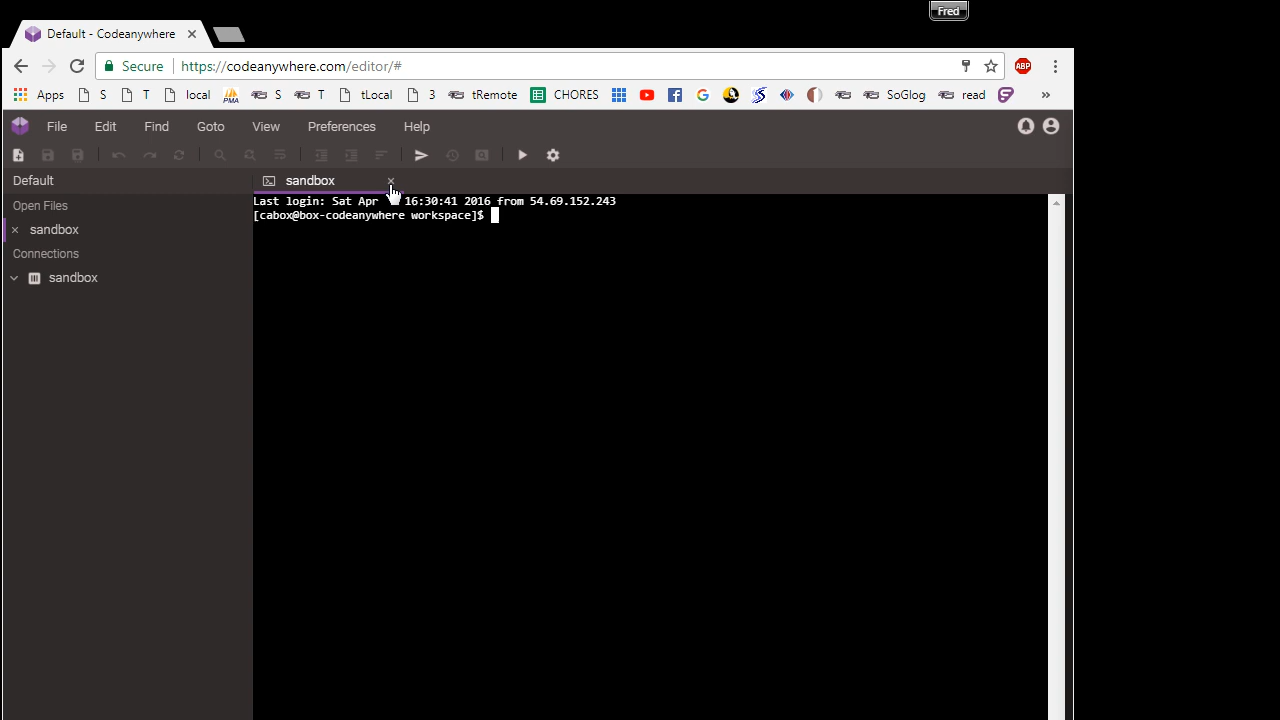 Fred
Default - Codeanywhere
Secure https://codeanywhere.com/editor/#
ABP
Apps S T local PMA S T tLocal 3 tRemote CHORES G SoGlog read »
File Edit Find Goto View Preferences Help
Default
sandbox
Open Files
sandbox
Connections
sandbox
Last login: Sat Apr 16:30:41 2016 from 54.69.152.243
[cabox@box-codeanywhere workspace]$